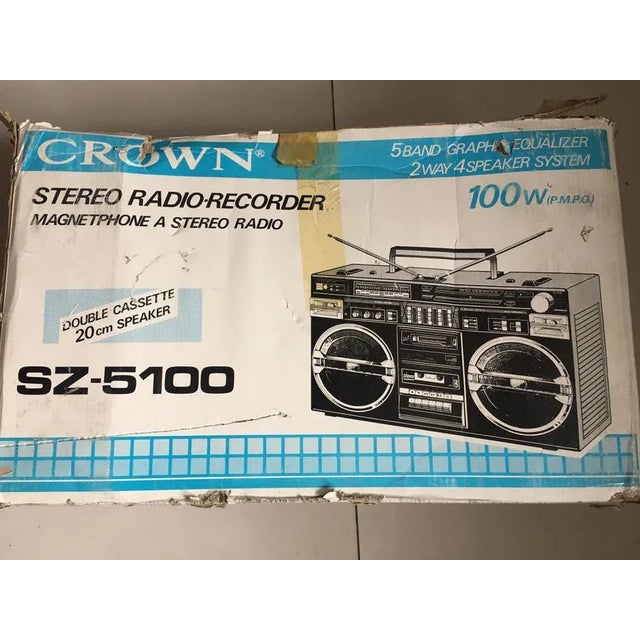 CROWN®
5 BAND GRAPHIC EQUALIZER
2 WAY 4 SPEAKER SYSTEM
100W (P.M.P.O.)
STEREO RADIO-RECORDER
MAGNETPHONE A STEREO RADIO
DOUBLE CASSETTE
20cm SPEAKER
SZ-5100